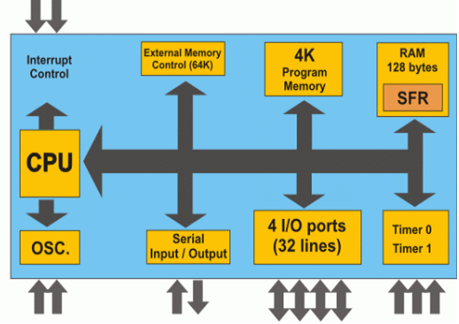 Interrupt
Control
External Memory
Control (64K)
4K
Program
Memory
RAM
128 bytes
SFR
CPU
OSC.
Serial
Input / Output
4 I/O ports
(32 lines)
Timer 0
Timer 1